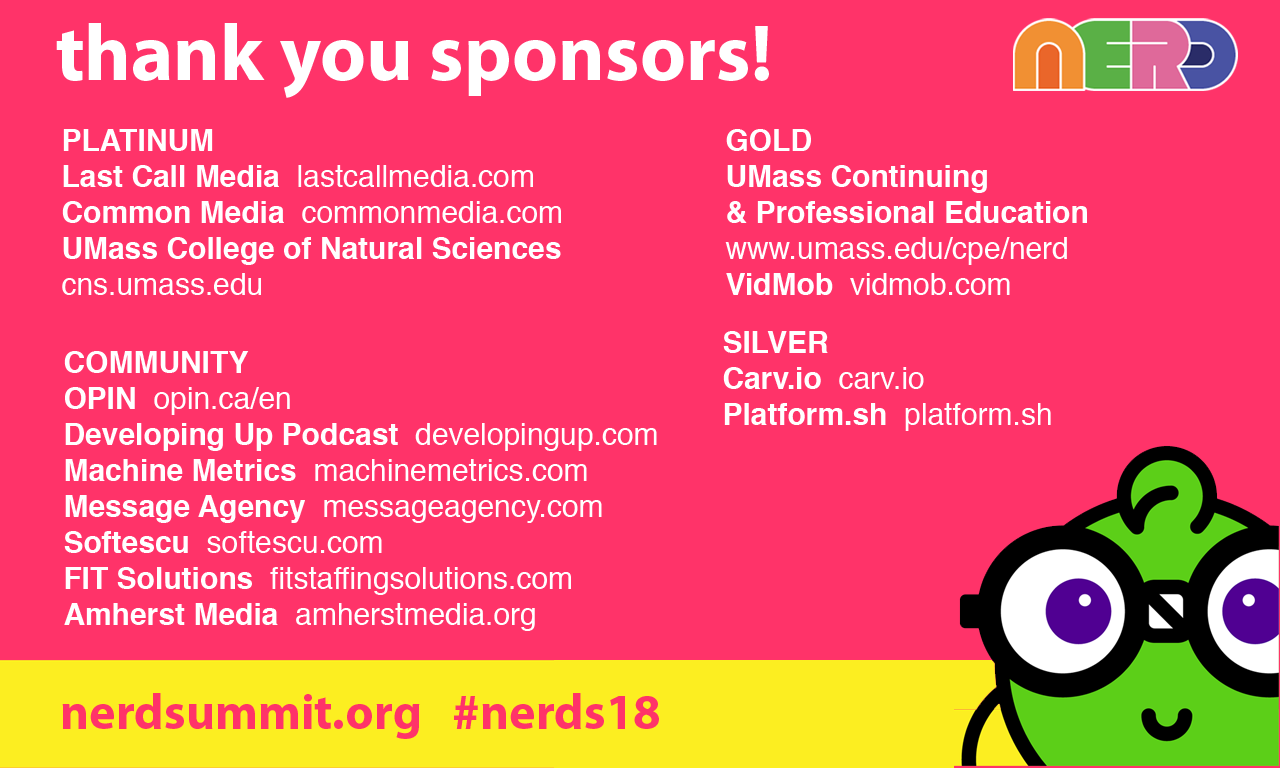 thank you sponsors!
NERD
PLATINUM
Last Call Media lastcallmedia.com
Common Media commonmedia.com
UMass College of Natural Sciences
cns.umass.edu
GOLD
UMass Continuing
& Professional Education
www.umass.edu/cpe/nerd
VidMob vidmob.com
SILVER
Carv.io carv.io
Platform.sh platform.sh
COMMUNITY
OPIN opin.ca/en
Developing Up Podcast developingup.com
Machine Metrics machinemetrics.com
Message Agency messageagency.com
Softescu softescu.com
FIT Solutions fitstaffingsolutions.com
Amherst Media amherstmedia.org
nerdsummit.org #nerds18